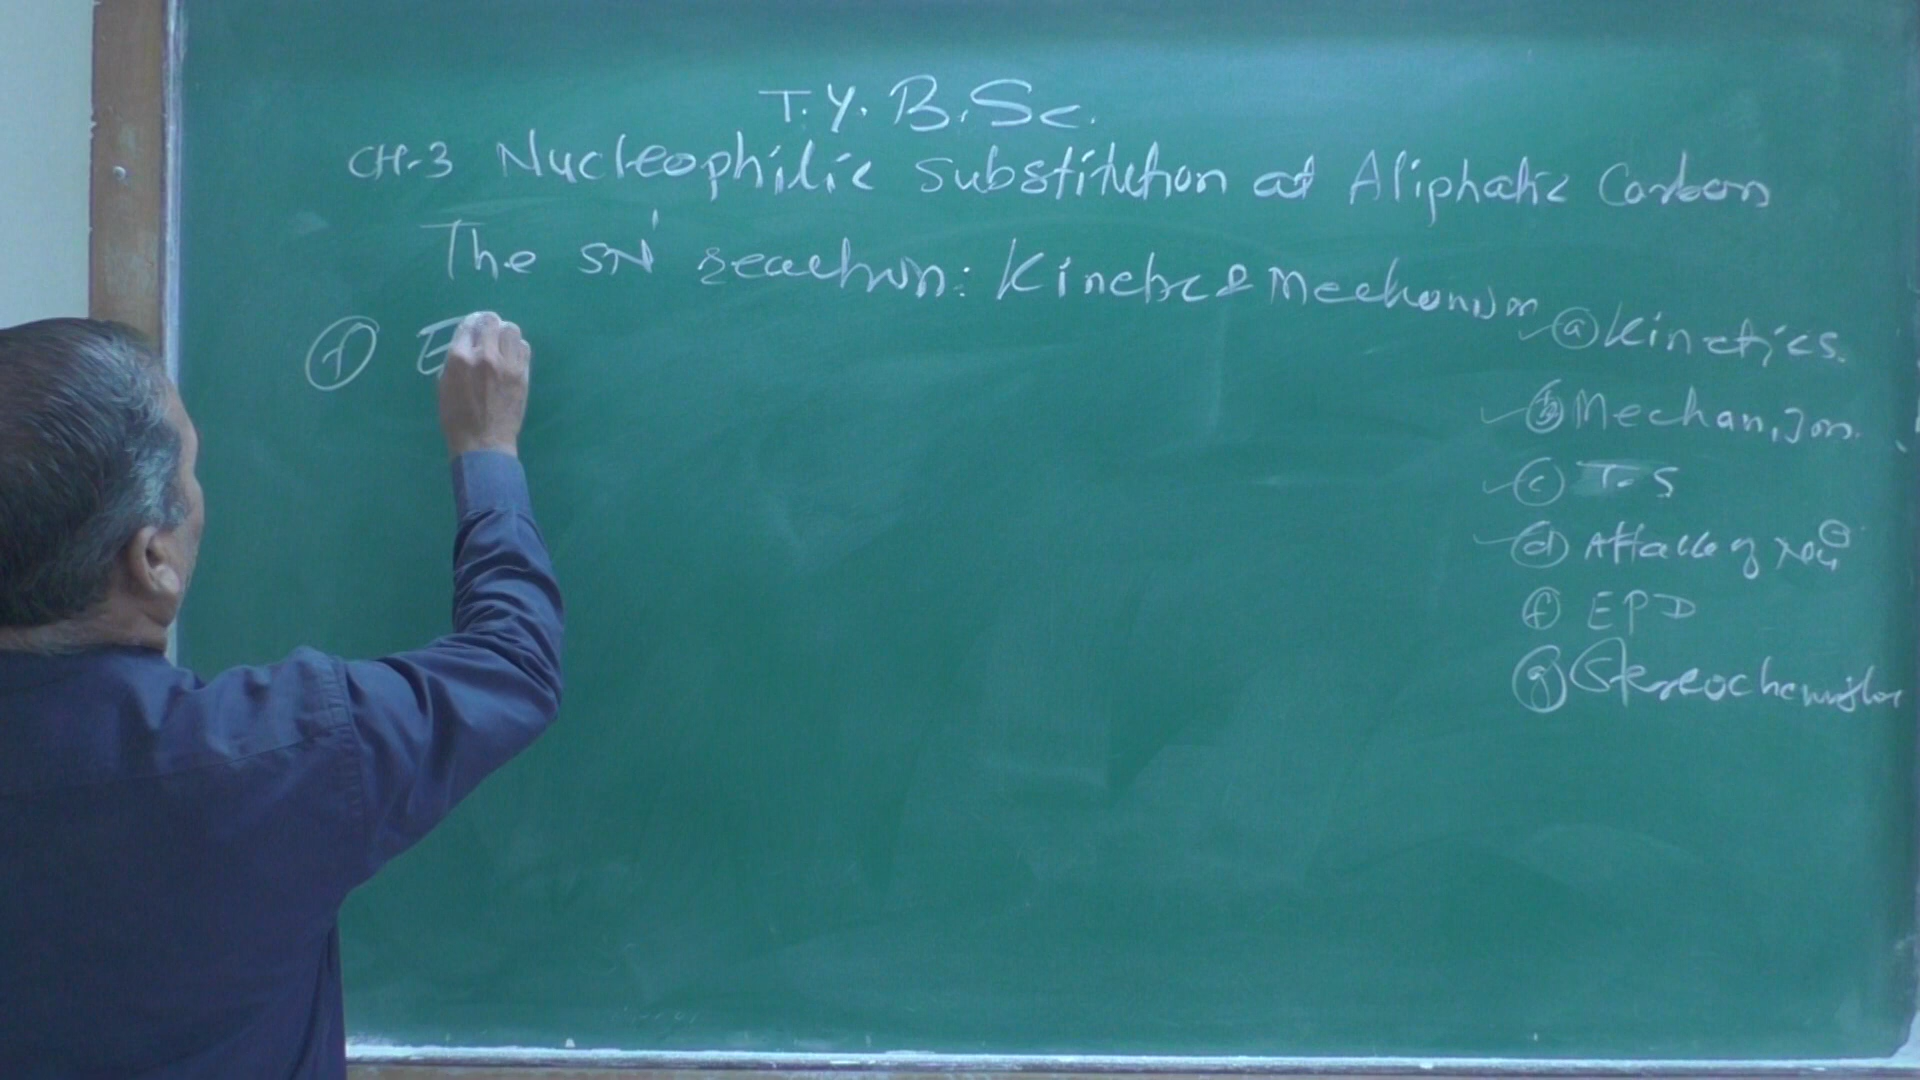 T.Y. B.Sc.
CH-3 Nucleophilic Substitution at Aliphatic Carbon
The SN¹ reaction: Kinetic & Mechanism
ⓕ E
✓ ⓐ Kinetics.
✓ ⓑ Mechanism.
✓ ⓒ T.S
✓ ⓓ Attack of Nu⊖
ⓕ EPD
ⓖ Stereochemistry